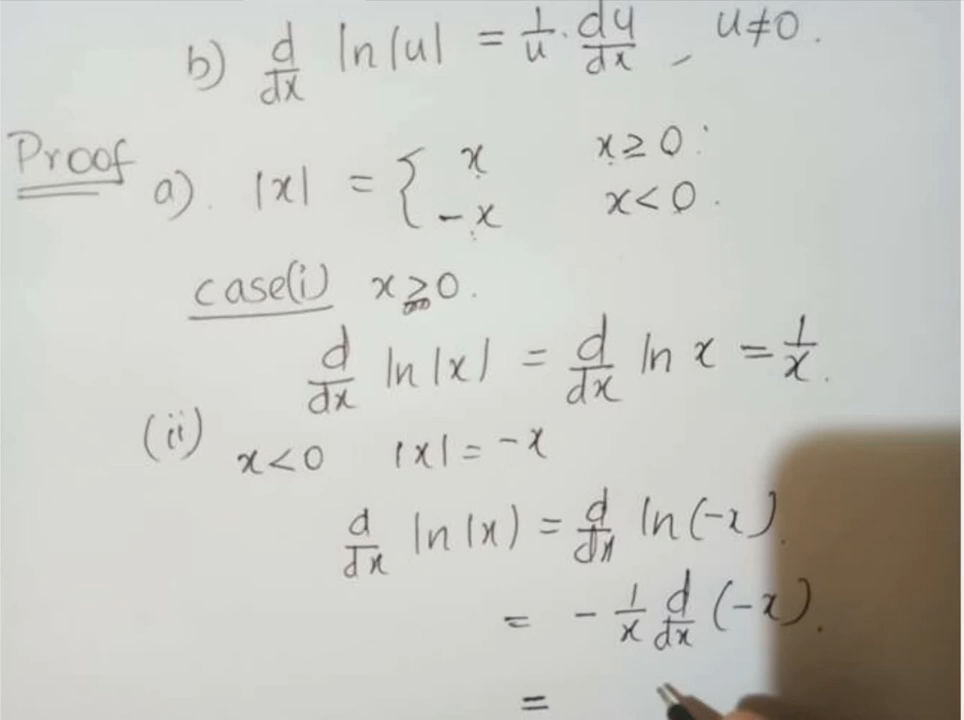 b) d/dx ln|u| = 1/u · du/dx , u≠0.
Proof a). |x| = { x x≥0
-x x<0.
case(i) x≥0.
d/dx ln|x| = d/dx ln x = 1/x.
(ii) x<0 |x| = -x
d/dx ln|x) = d/dx ln(-x).
= - 1/x d/dx (-x).
=